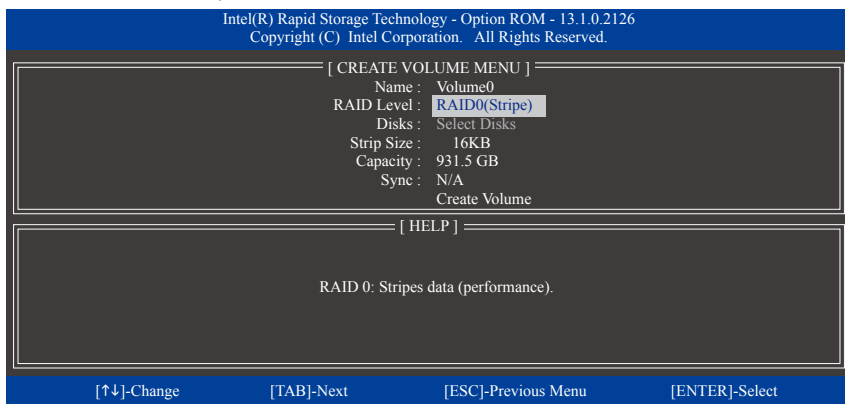 Intel(R) Rapid Storage Technology - Option ROM - 13.1.0.2126
Copyright (C) Intel Corporation. All Rights Reserved.
[ CREATE VOLUME MENU ]
Name : Volume0
RAID Level : RAID0(Stripe)
Disks : Select Disks
Strip Size : 16KB
Capacity : 931.5 GB
Sync : N/A
Create Volume
[ HELP ]
RAID 0: Stripes data (performance).
[↑↓]-Change [TAB]-Next [ESC]-Previous Menu [ENTER]-Select